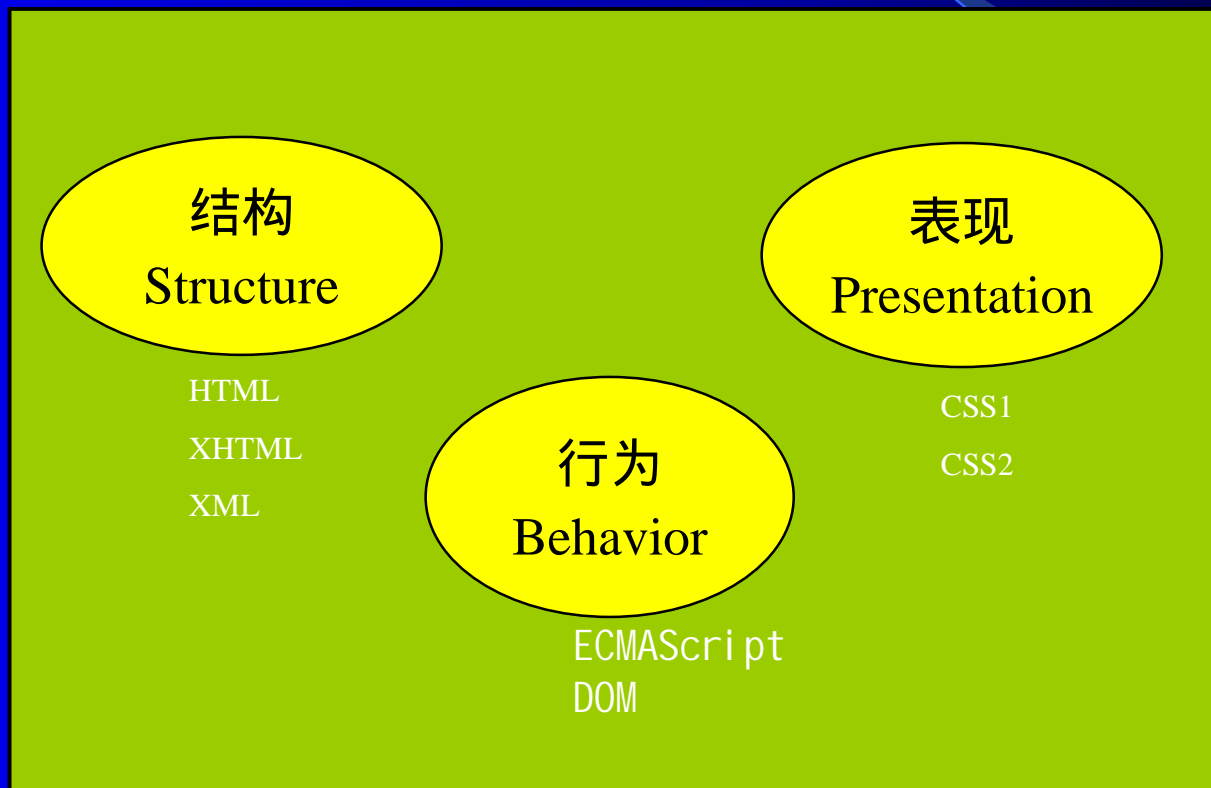 结构
Structure
HTML
XHTML
XML
表现
Presentation
CSS1
CSS2
行为
Behavior
ECMAScript
DOM